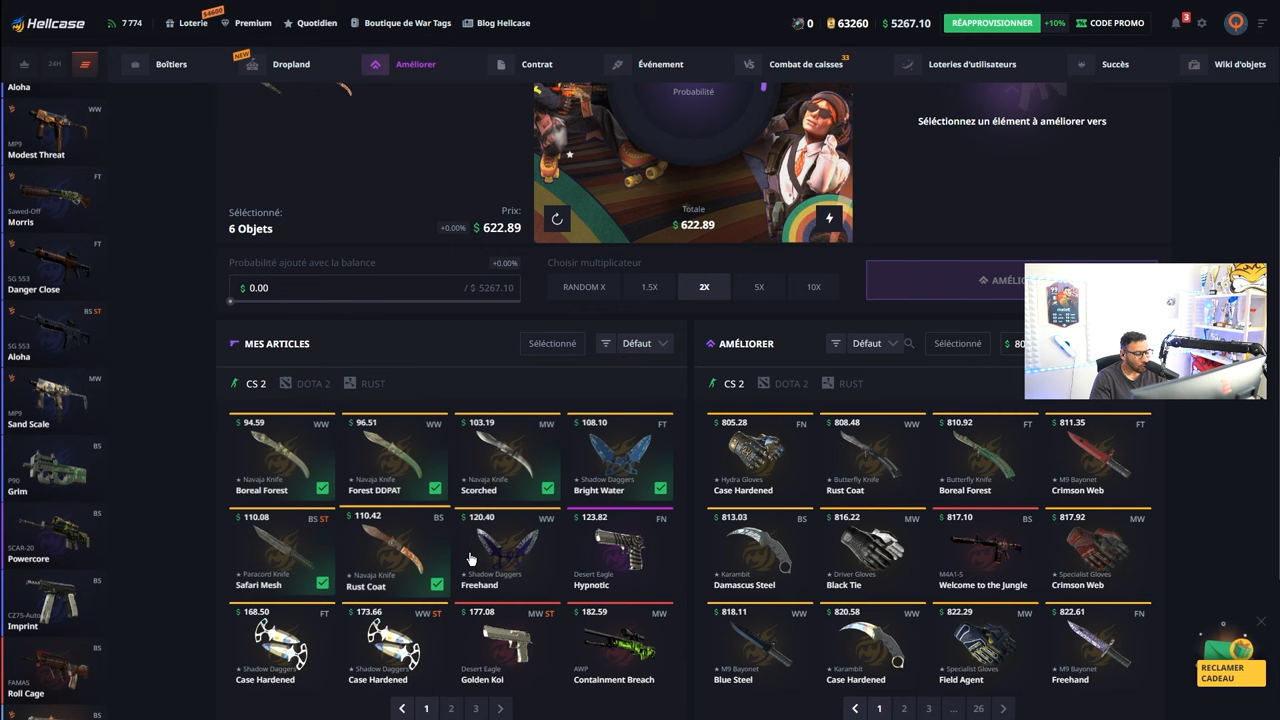 Hellcase
7 774
Loterie
$4600
Premium
Quotidien
Boutique de War Tags
Blog Hellcase
0
63260
$ 5267.10
RÉAPPROVISIONNER
+10%
CODE PROMO
3
24H
Boîtiers
NEW
Dropland
Améliorer
Contrat
Événement
VS
Combat de caisses
33
Loteries d'utilisateurs
Succès
Wiki d'objets
Aloha
WW
MP9
Modest Threat
FT
Sawed-Off
Morris
FT
SG 553
Danger Close
BS ST
SG 553
Aloha
MW
MP9
Sand Scale
BS
P90
Grim
BS
SCAR-20
Powercore
BS
CZ75-Auto
Imprint
BS
FAMAS
Roll Cage
BS
Probabilité
Sélectionnez un élément à améliorer vers
Séléctionné:
6 Objets
Prix:
+0.00%
$ 622.89
Totale
$ 622.89
Probabilité ajouté avec la balance
+0.00%
$ 0.00
/ $ 5267.10
Choisir multiplicateur
RANDOM X
1.5X
2X
5X
10X
MES ARTICLES
Séléctionné
Défaut
CS 2
DOTA 2
RUST
$ 94.59
WW
★ Navaja Knife
Boreal Forest
$ 96.51
WW
★ Navaja Knife
Forest DDPAT
$ 103.19
MW
★ Navaja Knife
Scorched
$ 108.10
FT
★ Shadow Daggers
Bright Water
$ 110.08
BS ST
★ Paracord Knife
Safari Mesh
$ 110.42
BS
★ Navaja Knife
Rust Coat
$ 120.40
WW
★ Shadow Daggers
Freehand
$ 123.82
FN
Desert Eagle
Hypnotic
$ 168.50
FT
★ Shadow Daggers
Case Hardened
$ 173.66
WW ST
★ Shadow Daggers
Case Hardened
$ 177.08
MW ST
Desert Eagle
Golden Koi
$ 182.59
MW
AWP
Containment Breach
1
2
3
AMÉLIORER
Défaut
Séléctionné
$ 80
CS 2
DOTA 2
RUST
$ 805.28
FN
★ Hydra Gloves
Case Hardened
$ 808.48
WW
★ Butterfly Knife
Rust Coat
$ 810.92
FT
★ Butterfly Knife
Boreal Forest
$ 811.35
FT
★ M9 Bayonet
Crimson Web
$ 813.03
BS
★ Karambit
Damascus Steel
$ 816.22
MW
★ Driver Gloves
Black Tie
$ 817.10
BS
M4A1-S
Welcome to the Jungle
$ 817.92
MW
★ Specialist Gloves
Crimson Web
$ 818.11
WW
★ M9 Bayonet
Blue Steel
$ 820.58
WW
★ Karambit
Case Hardened
$ 822.29
MW
★ Specialist Gloves
Field Agent
$ 822.61
FN
★ M9 Bayonet
Freehand
1
2
3
...
26
RECLAMER
CADEAU